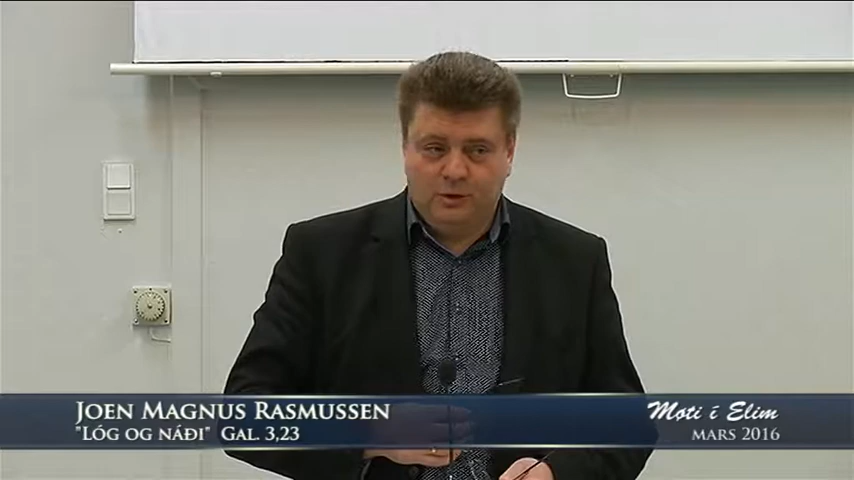 JOEN MAGNUS RASMUSSEN
"LÓG OG NÁÐI" GAL. 3,23
Møti í Elim
MARS 2016